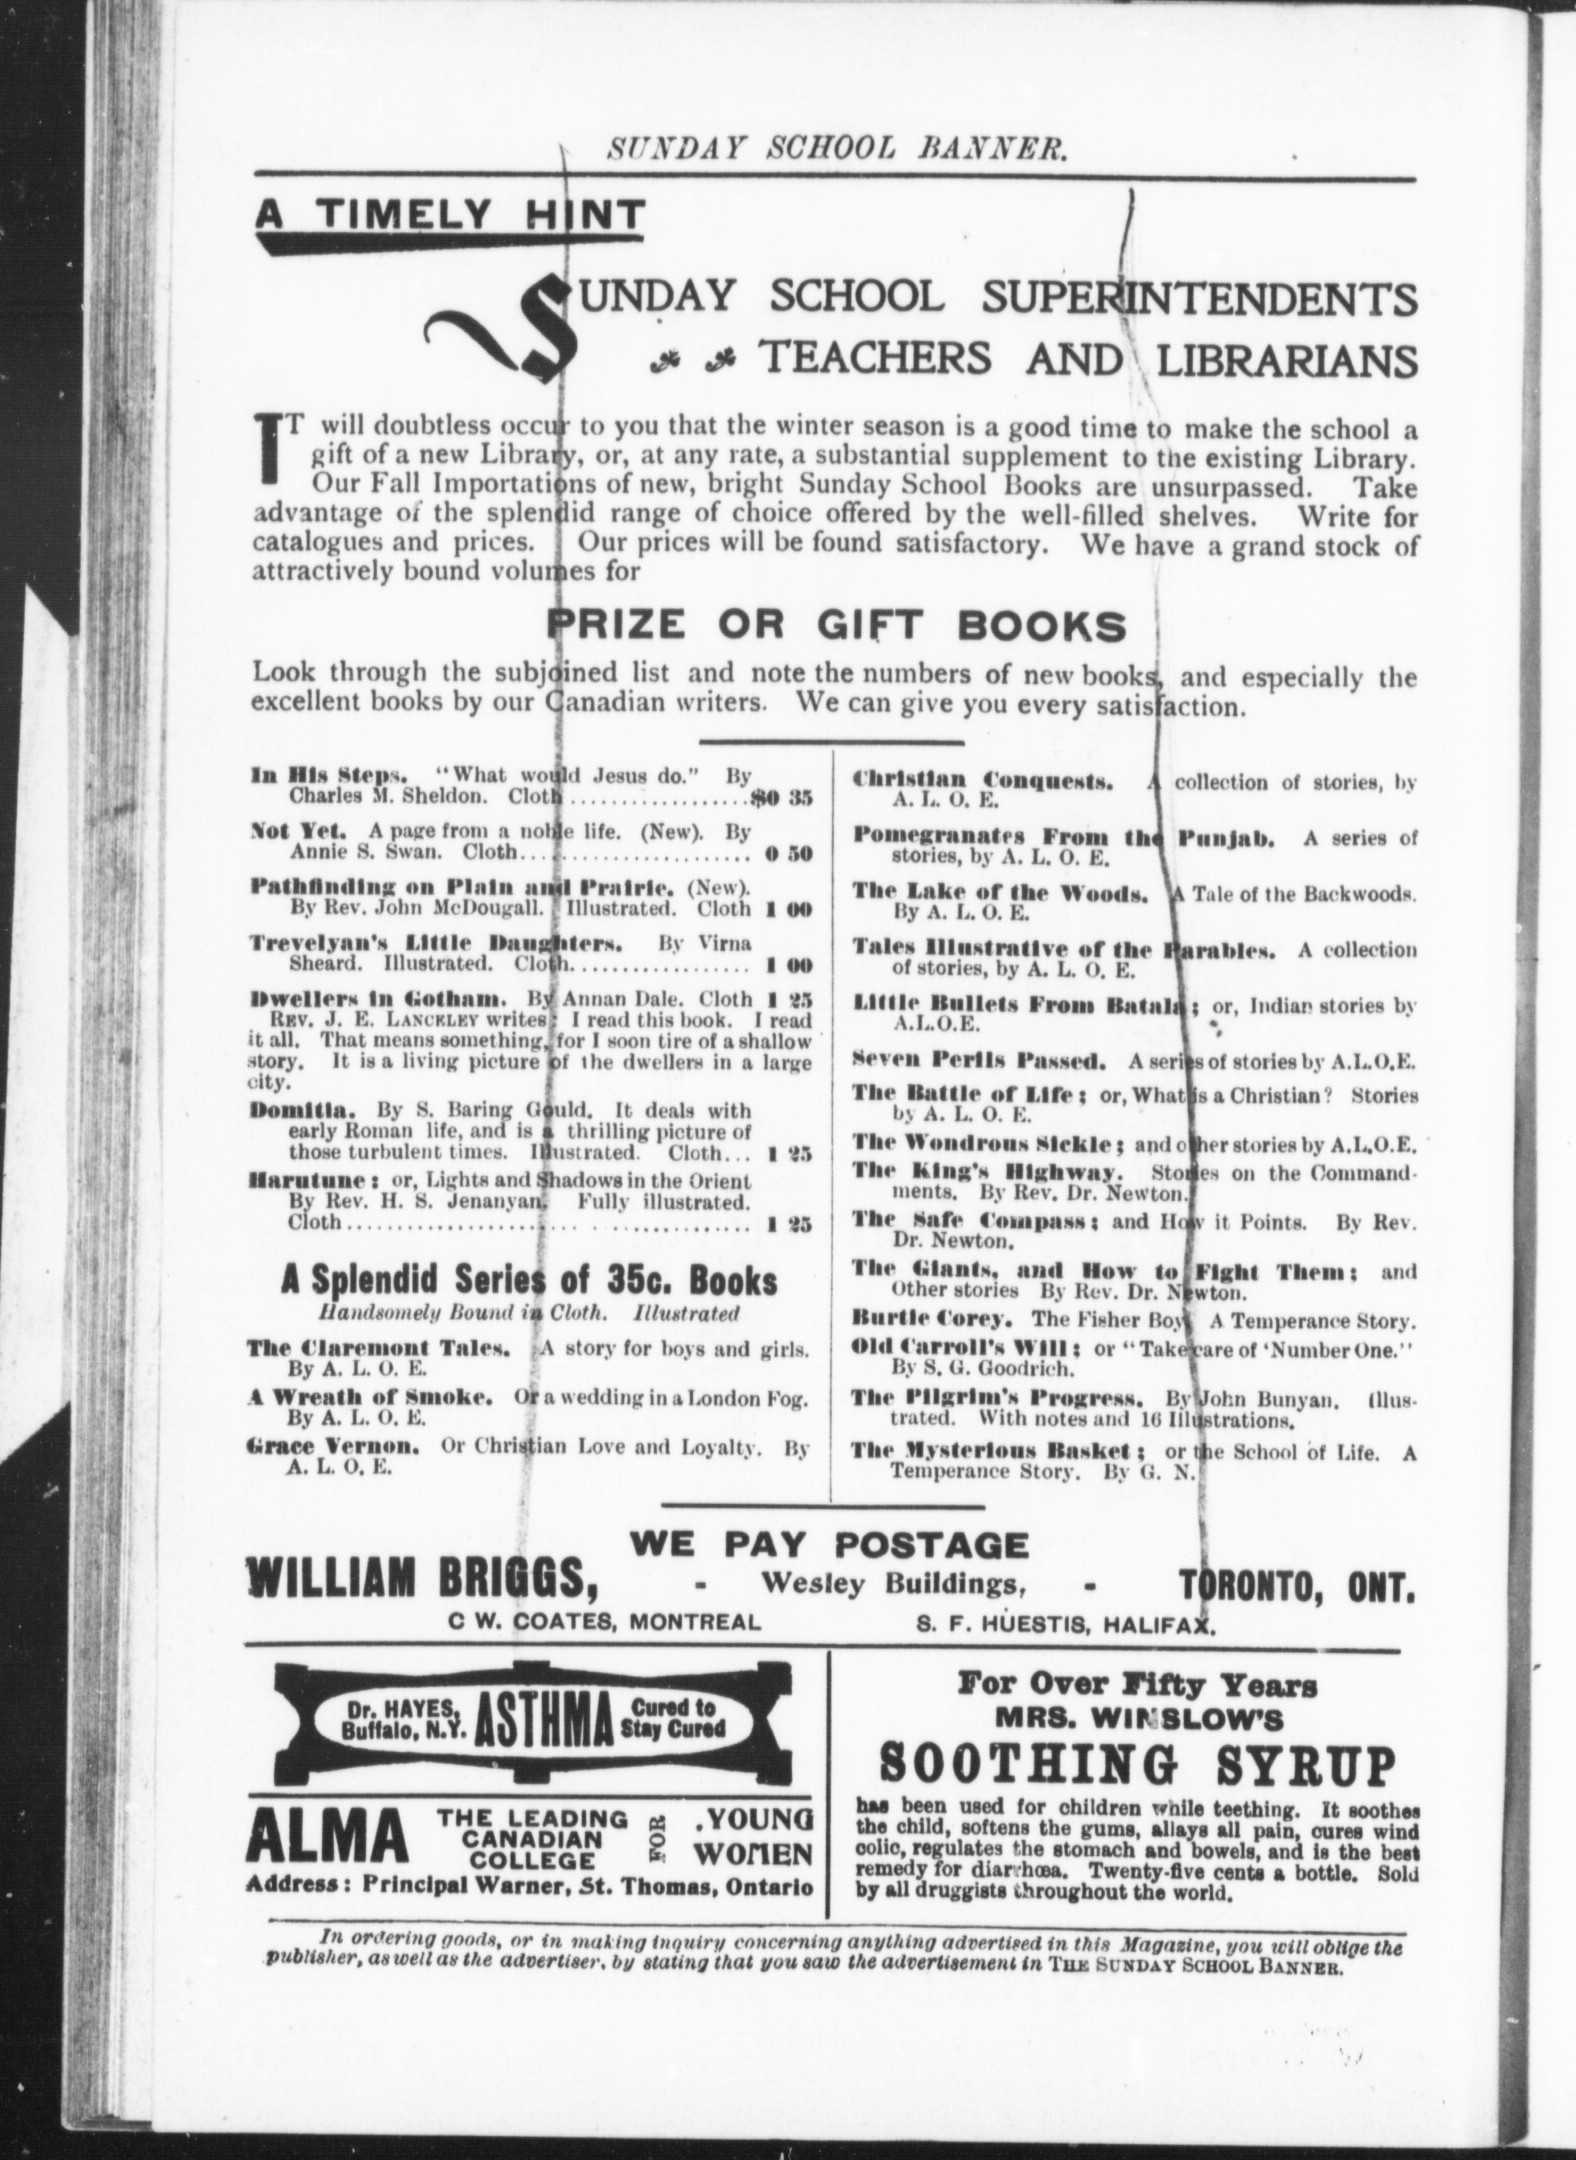 SUNDAY SCHOOL BANNER.
A TIMELY HINT
SUNDAY SCHOOL SUPERINTENDENTS
TEACHERS AND LIBRARIANS
IT will doubtless occur to you that the winter season is a good time to make the school a
gift of a new Library, or, at any rate, a substantial supplement to the existing Library.
Our Fall Importations of new, bright Sunday School Books are unsurpassed. Take
advantage of the splendid range of choice offered by the well-filled shelves. Write for
catalogues and prices. Our prices will be found satisfactory. We have a grand stock of
attractively bound volumes for
PRIZE OR GIFT BOOKS
Look through the subjoined list and note the numbers of new books, and especially the
excellent books by our Canadian writers. We can give you every satisfaction.
In His Steps. "What would Jesus do." By
Charles M. Sheldon. Cloth..................$0 35
Not Yet. A page from a noble life. (New). By
Annie S. Swan. Cloth...................... 0 50
Pathfinding on Plain and Prairie. (New).
By Rev. John McDougall. Illustrated. Cloth 1 00
Trevelyan's Little Daughters. By Virna
Sheard. Illustrated. Cloth.................. 1 00
Dwellers in Gotham. By Annan Dale. Cloth 1 25
REV. J. E. LANCELEY writes: I read this book. I read
it all. That means something, for I soon tire of a shallow
story. It is a living picture of the dwellers in a large
city.
Domitia. By S. Baring Gould. It deals with
early Roman life, and is a thrilling picture of
those turbulent times. Illustrated. Cloth... 1 25
Harutune: or, Lights and Shadows in the Orient
By Rev. H. S. Jenanyan. Fully illustrated.
Cloth...................................... 1 25
A Splendid Series of 35c. Books
Handsomely Bound in Cloth. Illustrated
The Claremont Tales. A story for boys and girls.
By A. L. O. E.
A Wreath of Smoke. Or a wedding in a London Fog.
By A. L. O. E.
Grace Vernon. Or Christian Love and Loyalty. By
A. L. O. E.
Christian Conquests. A collection of stories, by
A. L. O. E.
Pomegranates From the Punjab. A series of
stories, by A. L. O. E.
The Lake of the Woods. A Tale of the Backwoods.
By A. L. O. E.
Tales Illustrative of the Parables. A collection
of stories, by A. L. O. E.
Little Bullets From Batala; or, Indian stories by
A.L.O.E.
Seven Perils Passed. A series of stories by A.L.O.E.
The Battle of Life; or, What is a Christian? Stories
by A. L. O. E.
The Wondrous Sickle; and other stories by A.L.O.E.
The King's Highway. Stories on the Command-
ments. By Rev. Dr. Newton.
The Safe Compass; and How it Points. By Rev.
Dr. Newton.
The Giants, and How to Fight Them; and
Other stories By Rev. Dr. Newton.
Burtie Corey. The Fisher Boy. A Temperance Story.
Old Carroll's Will; or "Take care of 'Number One."
By S. G. Goodrich.
The Pilgrim's Progress. By John Bunyan. Illus-
trated. With notes and 16 Illustrations.
The Mysterious Basket; or the School of Life. A
Temperance Story. By G. N.
WE PAY POSTAGE
WILLIAM BRIGGS, - Wesley Buildings, - TORONTO, ONT.
C W. COATES, MONTREAL S. F. HUESTIS, HALIFAX.
Dr. HAYES, Buffalo, N.Y. ASTHMA Cured to Stay Cured
ALMA THE LEADING CANADIAN COLLEGE FOR YOUNG WOMEN
Address: Principal Warner, St. Thomas, Ontario
For Over Fifty Years
MRS. WINSLOW'S
SOOTHING SYRUP
has been used for children while teething. It soothes
the child, softens the gums, allays all pain, cures wind
colic, regulates the stomach and bowels, and is the best
remedy for diarrhœa. Twenty-five cents a bottle. Sold
by all druggists throughout the world.
In ordering goods, or in making inquiry concerning anything advertised in this Magazine, you will oblige the
publisher, as well as the advertiser, by stating that you saw the advertisement in THE SUNDAY SCHOOL BANNER.